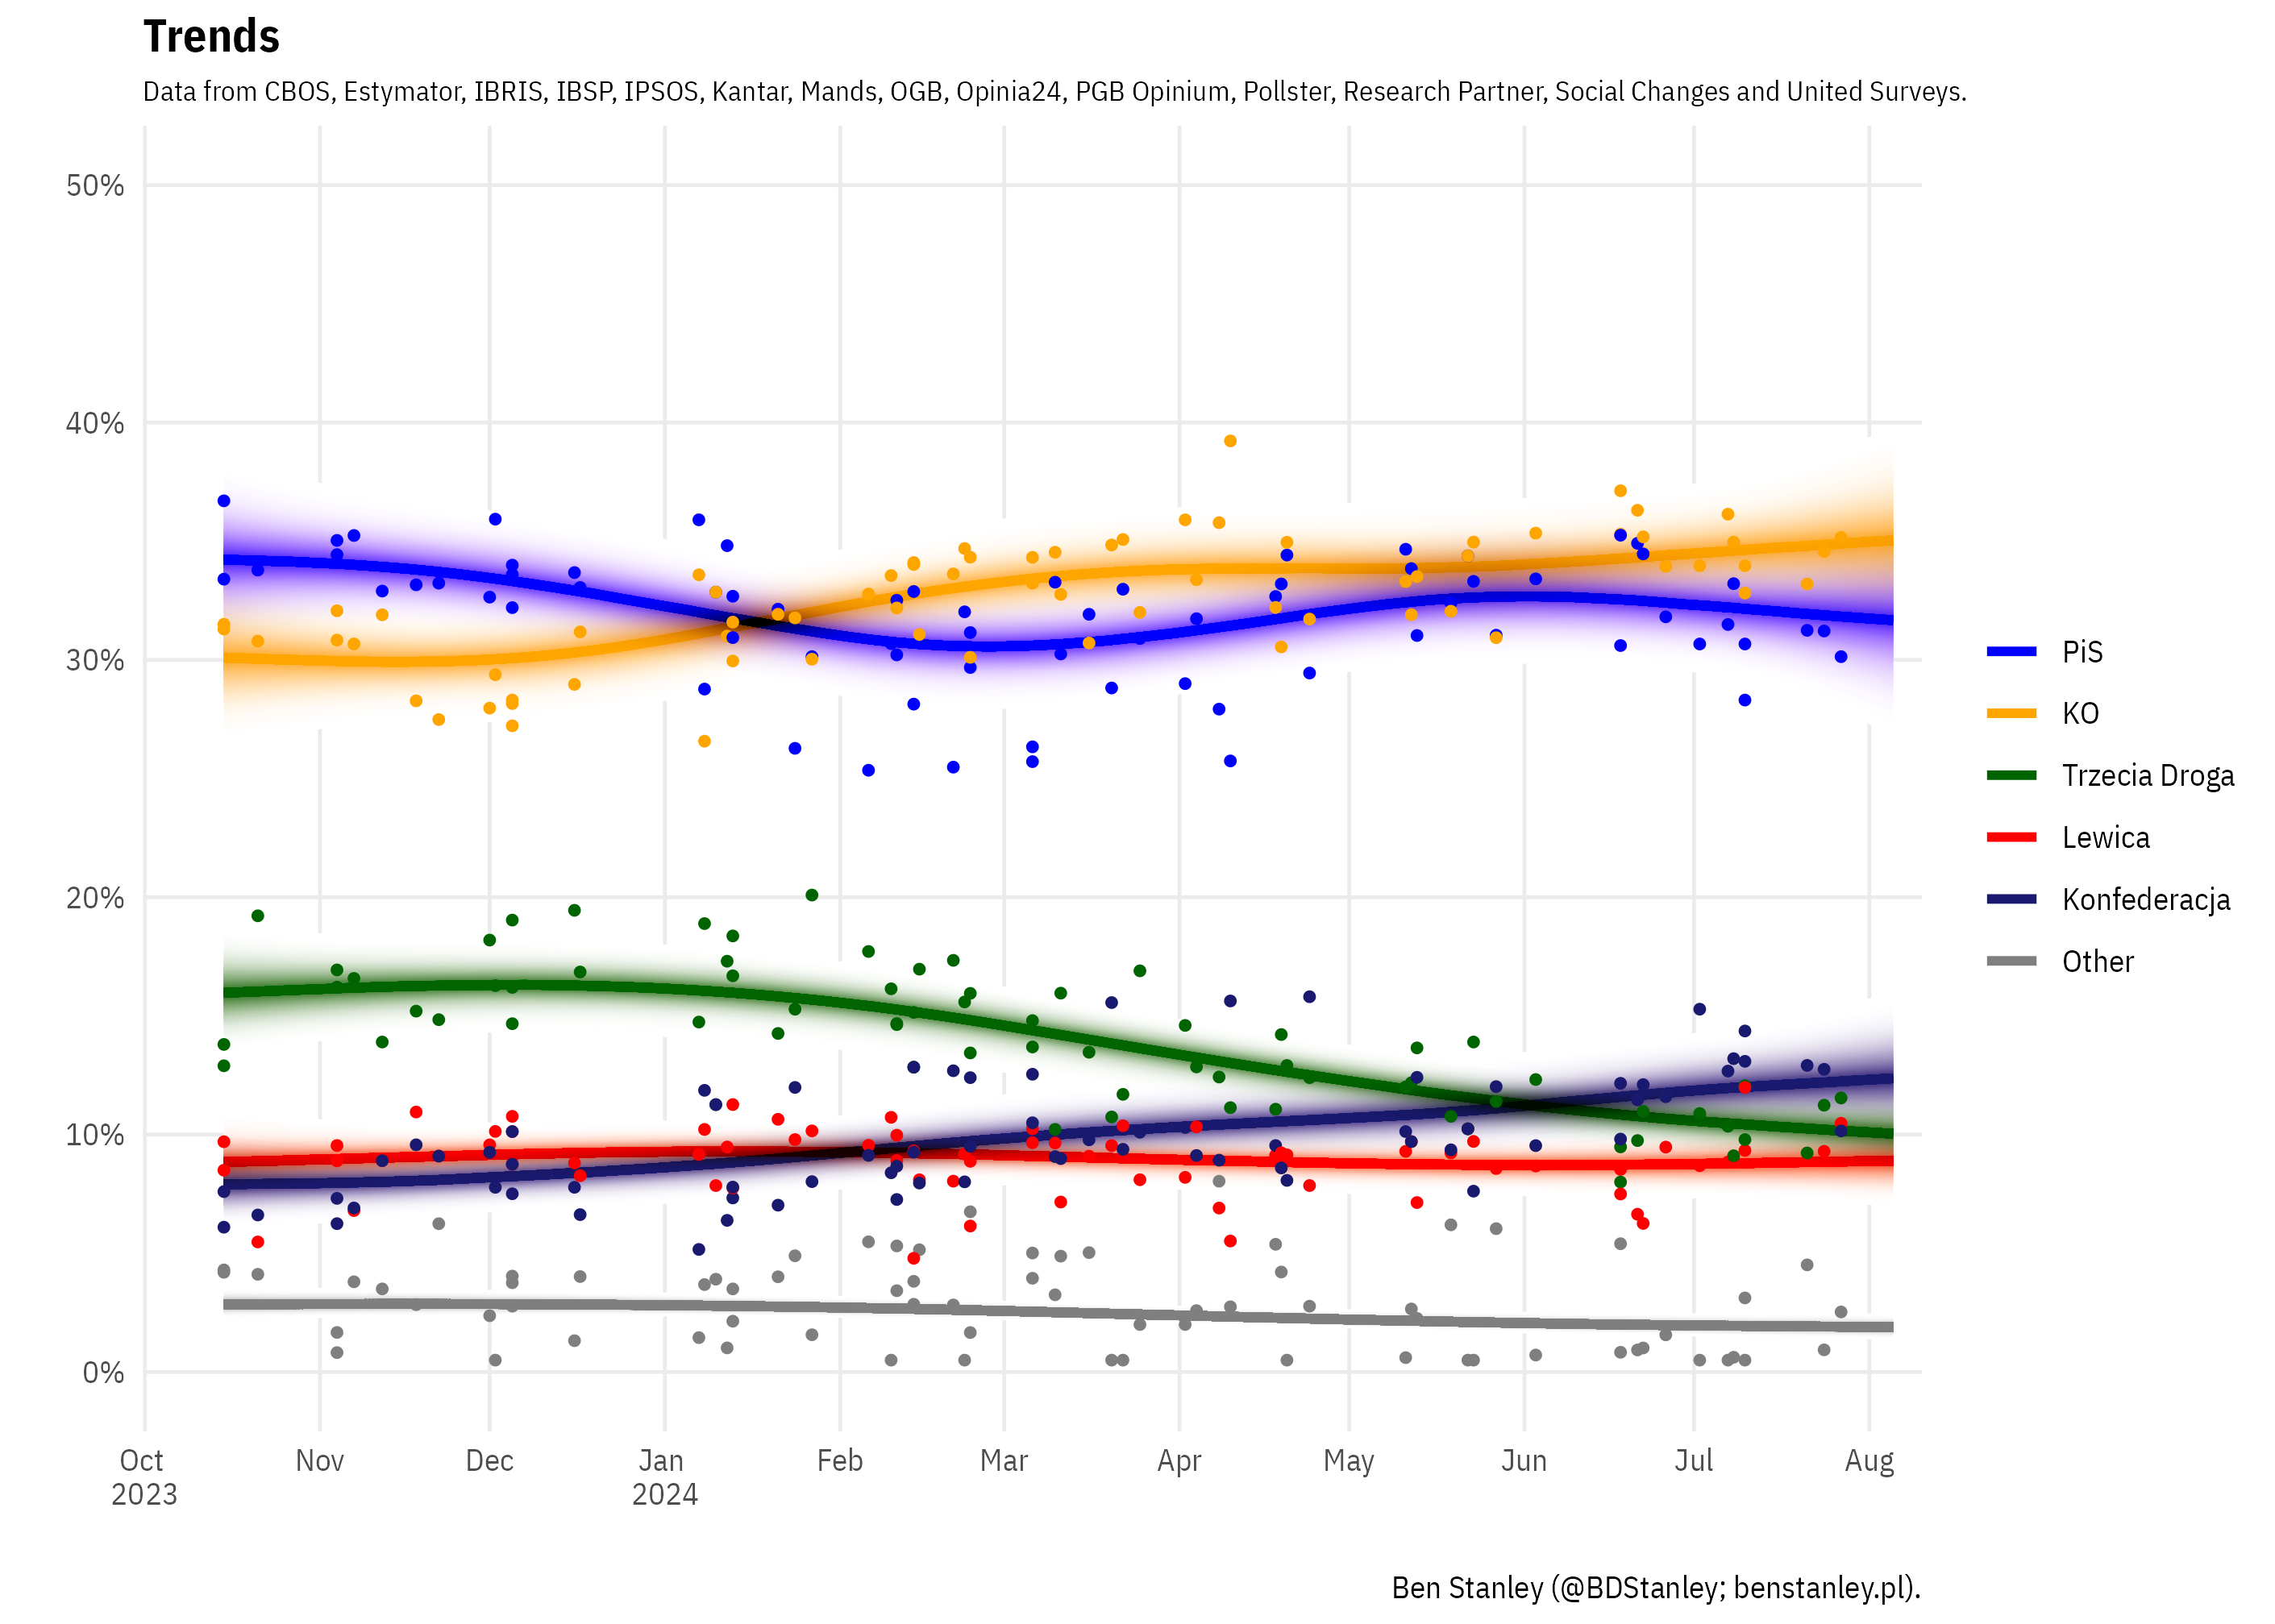 Trends
Data from CBOS, Estymator, IBRIS, IBSP, IPSOS, Kantar, Mands, OGB, Opinia24, PGB Opinium, Pollster, Research Partner, Social Changes and United Surveys.
50%
40%
30%
20%
10%
0%
Oct Nov Dec Jan Feb Mar Apr May Jun Jul Aug
2023 2024
PiS
KO
Trzecia Droga
Lewica
Konfederacja
Other
Ben Stanley (@BDStanley; benstanley.pl).